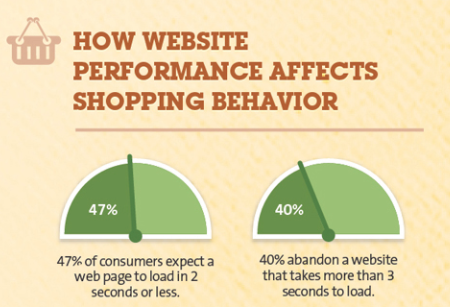 HOW WEBSITE
PERFORMANCE AFFECTS
SHOPPING BEHAVIOR
47%
40%
47% of consumers expect a
web page to load in 2
seconds or less.
40% abandon a website
that takes more than 3
seconds to load.